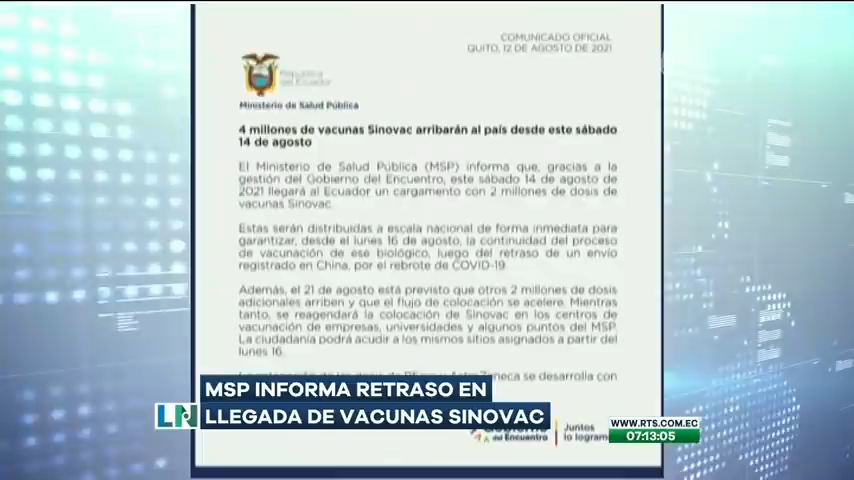 COMUNICADO OFICIAL
QUITO, 12 DE AGOSTO DE 2021
República
del Ecuador
Ministerio de Salud Pública
4 millones de vacunas Sinovac arribarán al país desde este sábado
14 de agosto
El Ministerio de Salud Pública (MSP) informa que, gracias a la
gestión del Gobierno del Encuentro, este sábado 14 de agosto de
2021 llegará al Ecuador un cargamento con 2 millones de dosis de
vacunas Sinovac.
Estas serán distribuidas a escala nacional de forma inmediata para
garantizar, desde el lunes 16 de agosto, la continuidad del proceso
de vacunación de ese biológico, luego del retraso de un envío
registrado en China, por el rebrote de COVID-19
Además, el 21 de agosto está previsto que otros 2 millones de dosis
adicionales arriben y que el flujo de colocación se acelere. Mientras
tanto, se reagendará la colocación de Sinovac en los centros de
vacunación de empresas, universidades y algunos puntos del MSP.
La ciudadanía podrá acudir a los mismos sitios asignados a partir del
lunes 16.
se desarrolla con
MSP INFORMA RETRASO EN
LN LLEGADA DE VACUNAS SINOVAC
del Encuentro
Juntos
lo logram
WWW.RTS.COM.EC
07:13:05